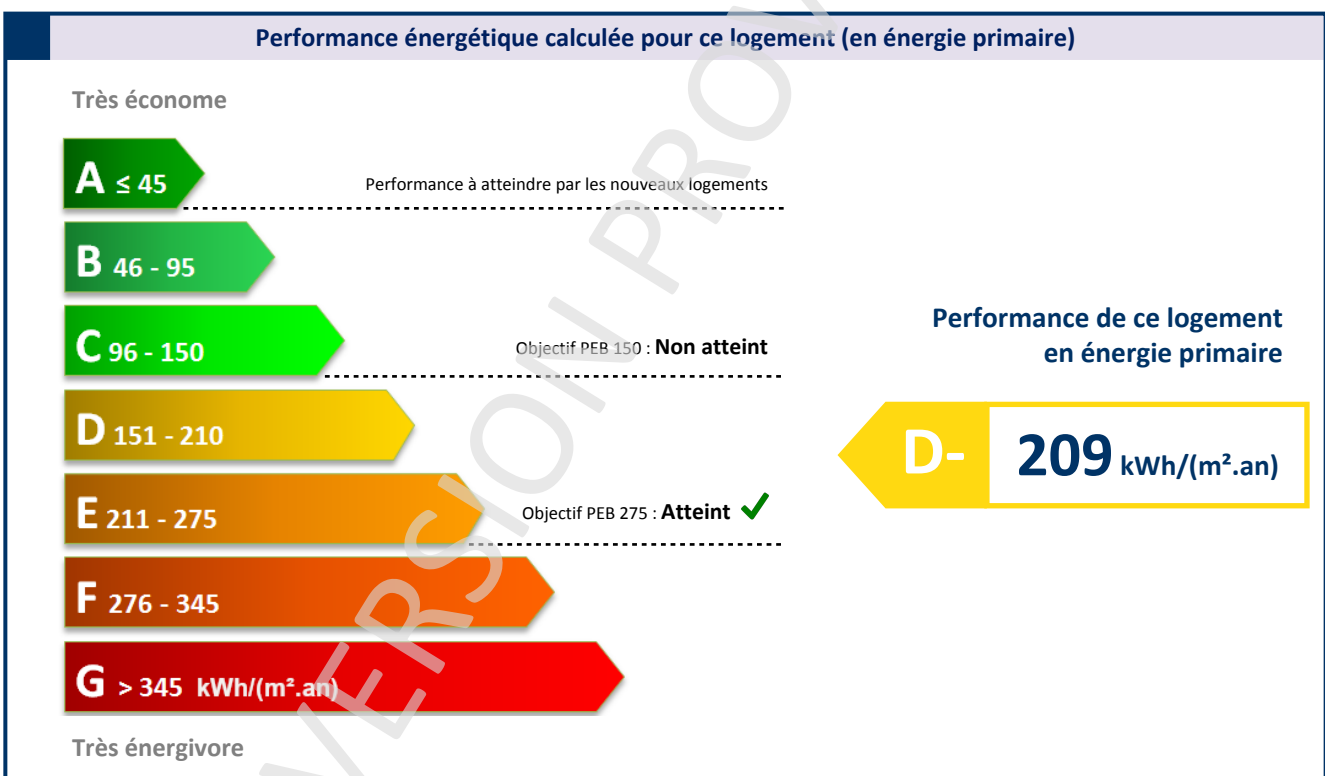 Performance énergétique calculée pour ce logement (en énergie primaire)
Très économe
A ≤ 45
Performance à atteindre par les nouveaux logements
B 46 - 95
C 96 - 150
Objectif PEB 150 : Non atteint
Performance de ce logement
en énergie primaire
D 151 - 210
D- 209 kWh/(m².an)
E 211 - 275
Objectif PEB 275 : Atteint ✓
F 276 - 345
G > 345 kWh/(m².an)
Très énergivore
VERSION PROV